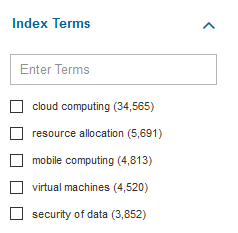 Index Terms
Enter Terms
cloud computing (34,565)
resource allocation (5,691)
mobile computing (4,813)
virtual machines (4,520)
security of data (3,852)